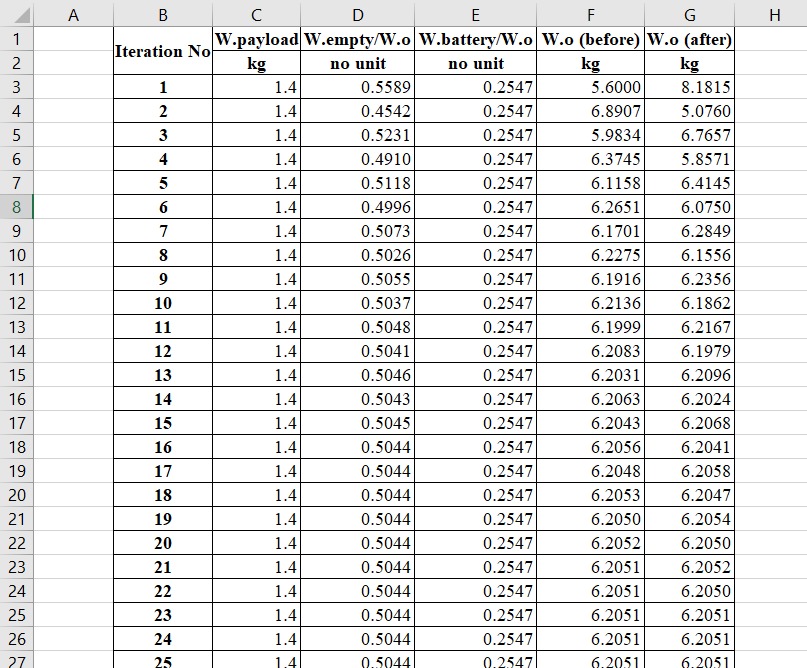 A B C D E F G H
1 Iteration No W.payload W.empty/W.o W.battery/W.o W.o (before) W.o (after)
2 kg no unit no unit kg kg
3 1 1.4 0.5589 0.2547 5.6000 8.1815
4 2 1.4 0.4542 0.2547 6.8907 5.0760
5 3 1.4 0.5231 0.2547 5.9834 6.7657
6 4 1.4 0.4910 0.2547 6.3745 5.8571
7 5 1.4 0.5118 0.2547 6.1158 6.4145
8 6 1.4 0.4996 0.2547 6.2651 6.0750
9 7 1.4 0.5073 0.2547 6.1701 6.2849
10 8 1.4 0.5026 0.2547 6.2275 6.1556
11 9 1.4 0.5055 0.2547 6.1916 6.2356
12 10 1.4 0.5037 0.2547 6.2136 6.1862
13 11 1.4 0.5048 0.2547 6.1999 6.2167
14 12 1.4 0.5041 0.2547 6.2083 6.1979
15 13 1.4 0.5046 0.2547 6.2031 6.2096
16 14 1.4 0.5043 0.2547 6.2063 6.2024
17 15 1.4 0.5045 0.2547 6.2043 6.2068
18 16 1.4 0.5044 0.2547 6.2056 6.2041
19 17 1.4 0.5044 0.2547 6.2048 6.2058
20 18 1.4 0.5044 0.2547 6.2053 6.2047
21 19 1.4 0.5044 0.2547 6.2050 6.2054
22 20 1.4 0.5044 0.2547 6.2052 6.2050
23 21 1.4 0.5044 0.2547 6.2051 6.2052
24 22 1.4 0.5044 0.2547 6.2051 6.2050
25 23 1.4 0.5044 0.2547 6.2051 6.2051
26 24 1.4 0.5044 0.2547 6.2051 6.2051
27 25 1.4 0.5044 0.2547 6.2051 6.2051